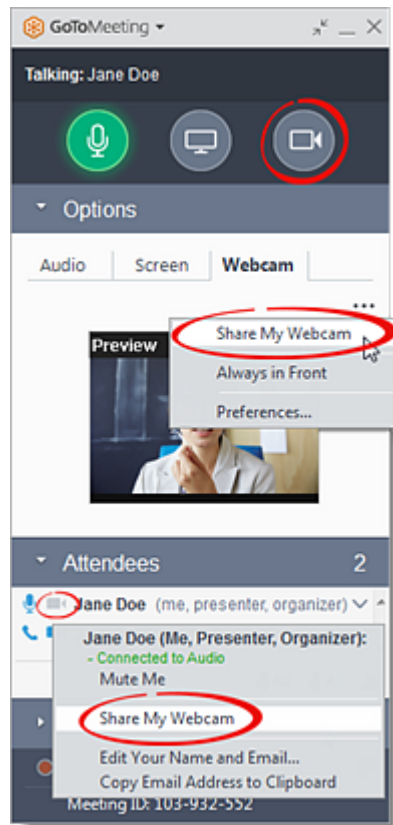 GoToMeeting
Talking: Jane Doe
Options
Audio Screen Webcam
...
Share My Webcam
Preview
Always in Front
Preferences...
Attendees 2
Jane Doe (me, presenter, organizer)
Jane Doe (Me, Presenter, Organizer):
- Connected to Audio
Mute Me
Share My Webcam
Edit Your Name and Email...
Copy Email Address to Clipboard
Meeting ID: 103-932-552